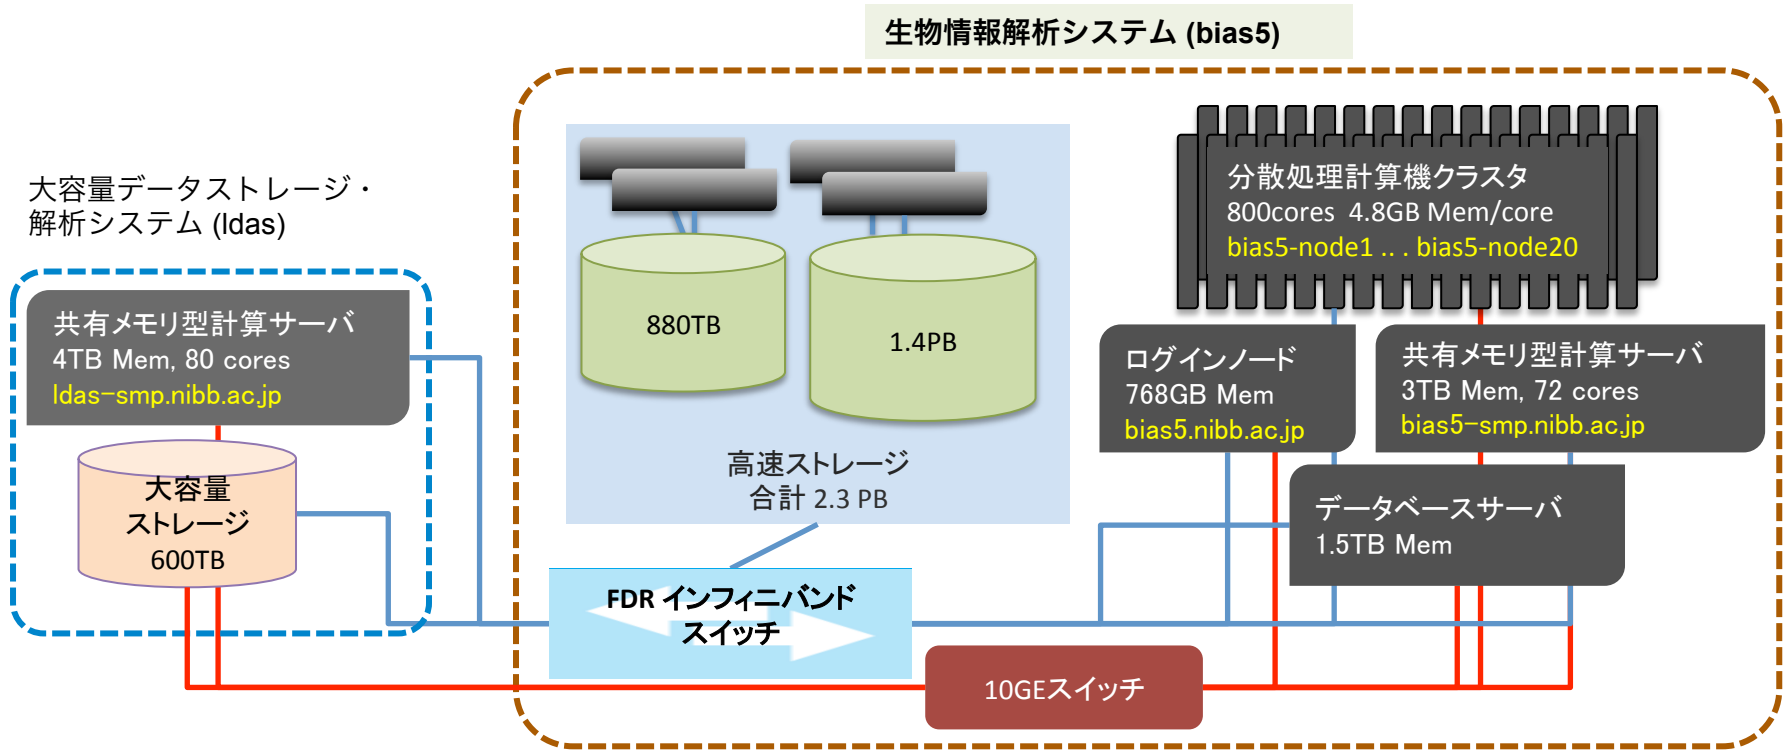 生物情報解析システム (bias5)
大容量データストレージ・
解析システム (ldas)
共有メモリ型計算サーバ
4TB Mem, 80 cores
ldas-smp.nibb.ac.jp
大容量
ストレージ
600TB
880TB
1.4PB
高速ストレージ
合計 2.3 PB
分散処理計算機クラスタ
800cores 4.8GB Mem/core
bias5-node1 .. . bias5-node20
ログインノード
768GB Mem
bias5.nibb.ac.jp
共有メモリ型計算サーバ
3TB Mem, 72 cores
bias5-smp.nibb.ac.jp
データベースサーバ
1.5TB Mem
FDR インフィニバンド
スイッチ
10GEスイッチ